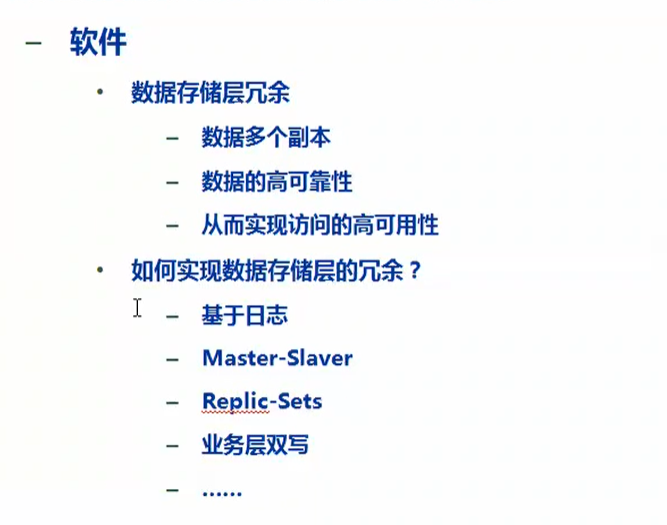 – 软件
• 数据存储层冗余
– 数据多个副本
– 数据的高可靠性
– 从而实现访问的高可用性
• 如何实现数据存储层的冗余？
– 基于日志
– Master-Slaver
– Replic-Sets
– 业务层双写
– ……